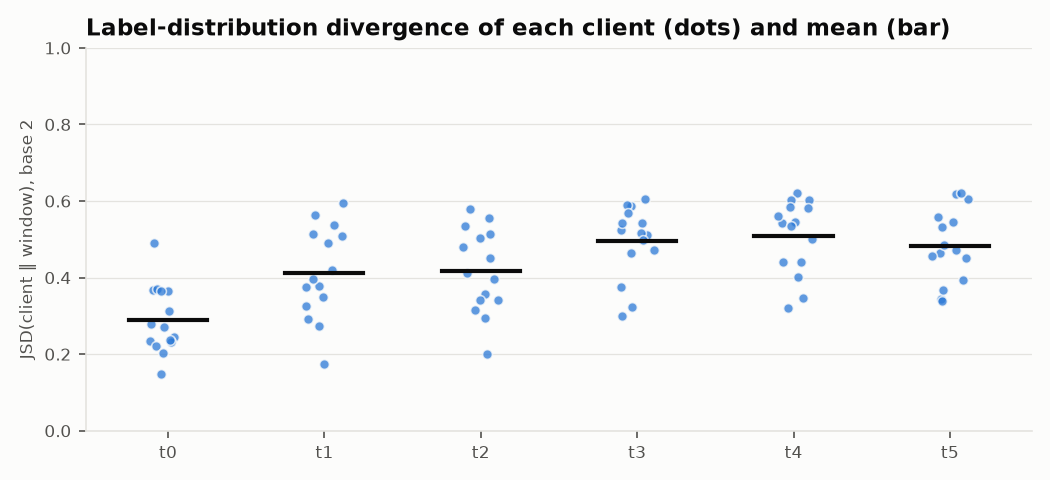 Label-distribution divergence of each client (dots) and mean (bar)
JSD(client ∥ window), base 2
1.0
0.8
0.6
0.4
0.2
0.0
t0 t1 t2 t3 t4 t5